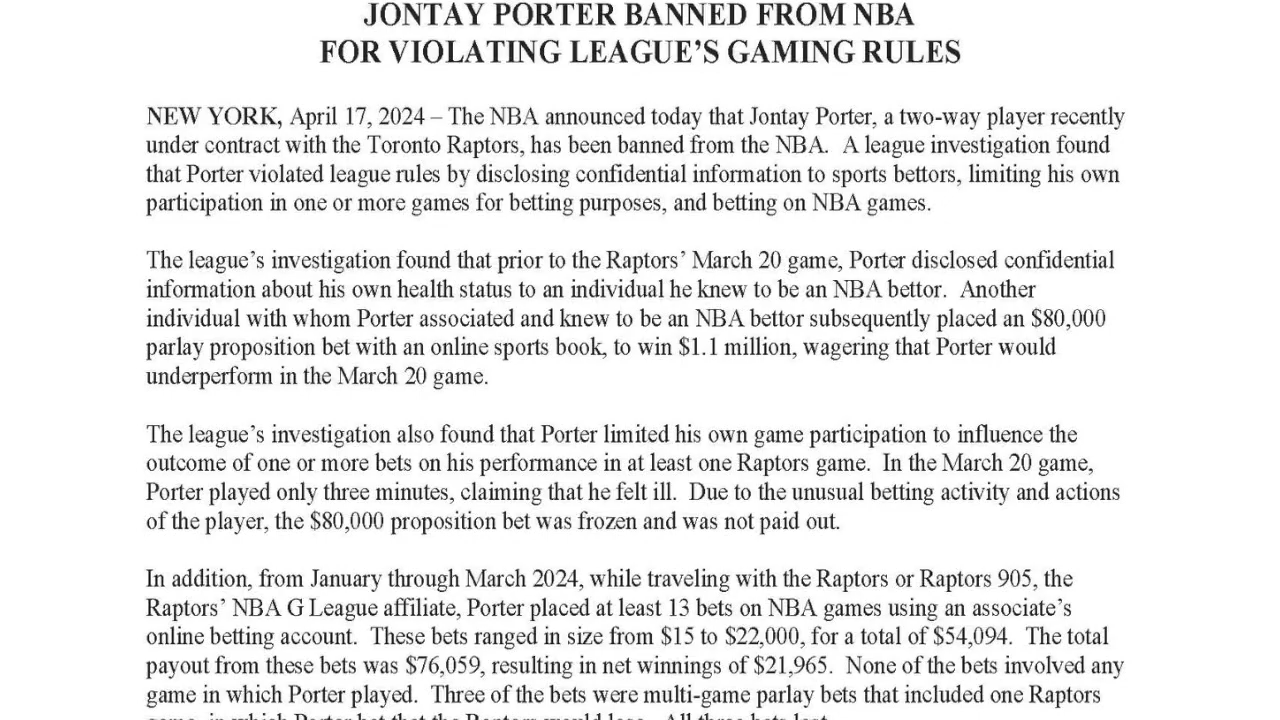 JONTAY PORTER BANNED FROM NBA
FOR VIOLATING LEAGUE'S GAMING RULES
NEW YORK, April 17, 2024 – The NBA announced today that Jontay Porter, a two-way player recently
under contract with the Toronto Raptors, has been banned from the NBA.  A league investigation found
that Porter violated league rules by disclosing confidential information to sports bettors, limiting his own
participation in one or more games for betting purposes, and betting on NBA games.
The league's investigation found that prior to the Raptors' March 20 game, Porter disclosed confidential
information about his own health status to an individual he knew to be an NBA bettor.  Another
individual with whom Porter associated and knew to be an NBA bettor subsequently placed an $80,000
parlay proposition bet with an online sports book, to win $1.1 million, wagering that Porter would
underperform in the March 20 game.
The league's investigation also found that Porter limited his own game participation to influence the
outcome of one or more bets on his performance in at least one Raptors game.  In the March 20 game,
Porter played only three minutes, claiming that he felt ill.  Due to the unusual betting activity and actions
of the player, the $80,000 proposition bet was frozen and was not paid out.
In addition, from January through March 2024, while traveling with the Raptors or Raptors 905, the
Raptors' NBA G League affiliate, Porter placed at least 13 bets on NBA games using an associate's
online betting account.  These bets ranged in size from $15 to $22,000, for a total of $54,094.  The total
payout from these bets was $76,059, resulting in net winnings of $21,965.  None of the bets involved any
game in which Porter played.  Three of the bets were multi-game parlay bets that included one Raptors
game, in which Porter bet that the Raptors would lose.  All three bets lost.